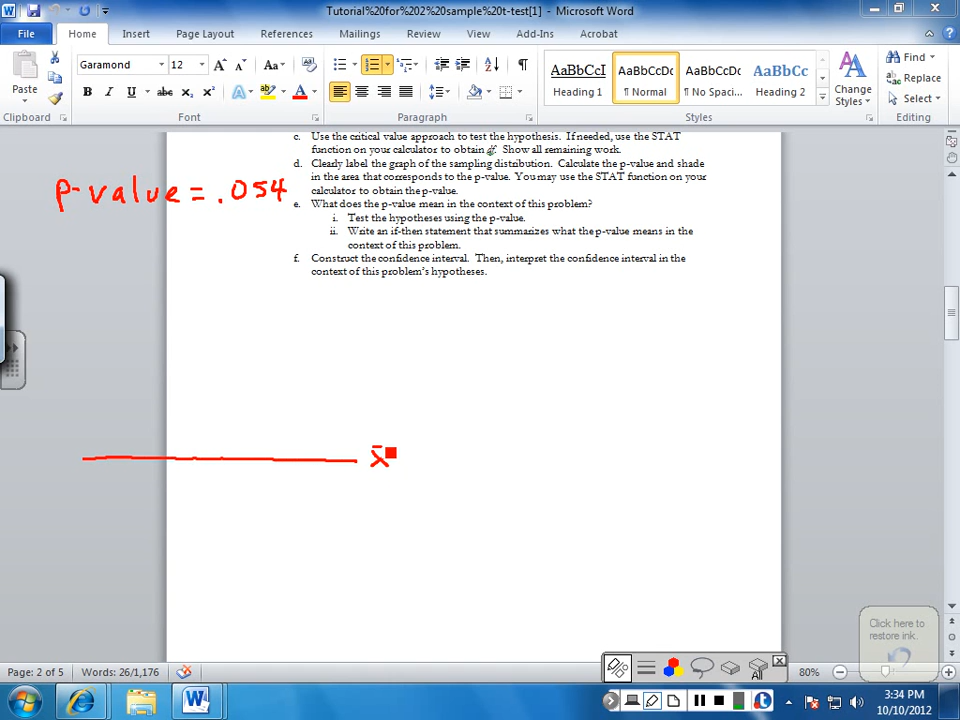 Tutorial%20for%202%20sample%20t-test[1] - Microsoft Word
File Home Insert Page Layout References Mailings Review View Add-Ins Acrobat
Garamond 12 Aa
Find
Paste
B I U abc x₂ x² A A
AaBbCcI AaBbCcDc AaBbCcDc AaBbCc
Heading 1 ¶ Normal ¶ No Spaci... Heading 2
Change Styles
Replace
Select
Clipboard Font Paragraph Styles Editing
c. Use the critical value approach to test the hypothesis. If needed, use the STAT
function on your calculator to obtain df. Show all remaining work.
d. Clearly label the graph of the sampling distribution. Calculate the p-value and shade
in the area that corresponds to the p-value. You may use the STAT function on your
calculator to obtain the p-value.
e. What does the p-value mean in the context of this problem?
i. Test the hypotheses using the p-value.
ii. Write an if-then statement that summarizes what the p-value means in the
context of this problem.
f. Construct the confidence interval. Then, interpret the confidence interval in the
context of this problem's hypotheses.
p-value = .054
x̄
Click here to
restore ink.
All
Page: 2 of 5 Words: 26/1,176 80%
3:34 PM
10/10/2012